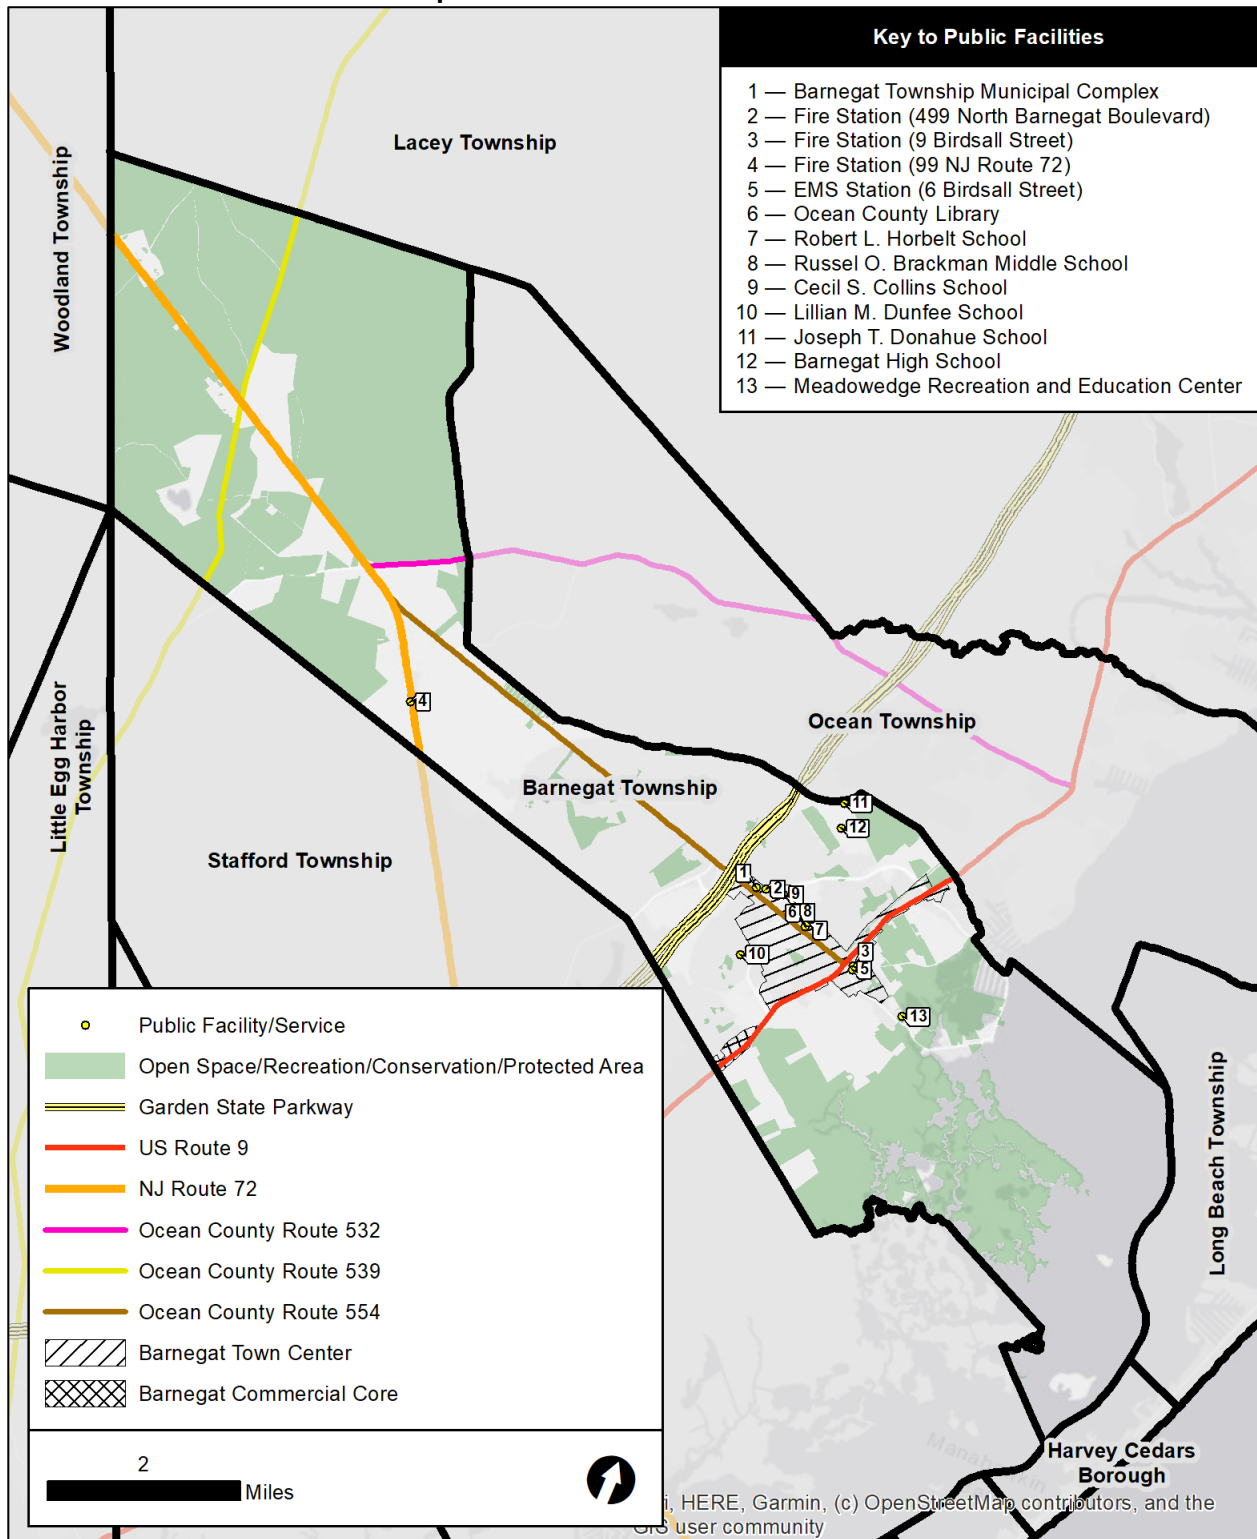 Key to Public Facilities
1 — Barnegat Township Municipal Complex
2 — Fire Station (499 North Barnegat Boulevard)
3 — Fire Station (9 Birdsall Street)
4 — Fire Station (99 NJ Route 72)
5 — EMS Station (6 Birdsall Street)
6 — Ocean County Library
7 — Robert L. Horbelt School
8 — Russel O. Brackman Middle School
9 — Cecil S. Collins School
10 — Lillian M. Dunfee School
11 — Joseph T. Donahue School
12 — Barnegat High School
13 — Meadowedge Recreation and Education Center
Lacey Township
Woodland Township
Little Egg Harbor
Township
4
Ocean Township
Barnegat Township
Stafford Township
11
12
1
2
9
6
8
7
10
3
5
13
Long Beach Township
Harvey Cedars
Borough
Public Facility/Service
Open Space/Recreation/Conservation/Protected Area
Garden State Parkway
US Route 9
NJ Route 72
Ocean County Route 532
Ocean County Route 539
Ocean County Route 554
Barnegat Town Center
Barnegat Commercial Core
2
Miles
HERE, Garmin, (c) OpenStreetMap contributors, and the
GIS user community